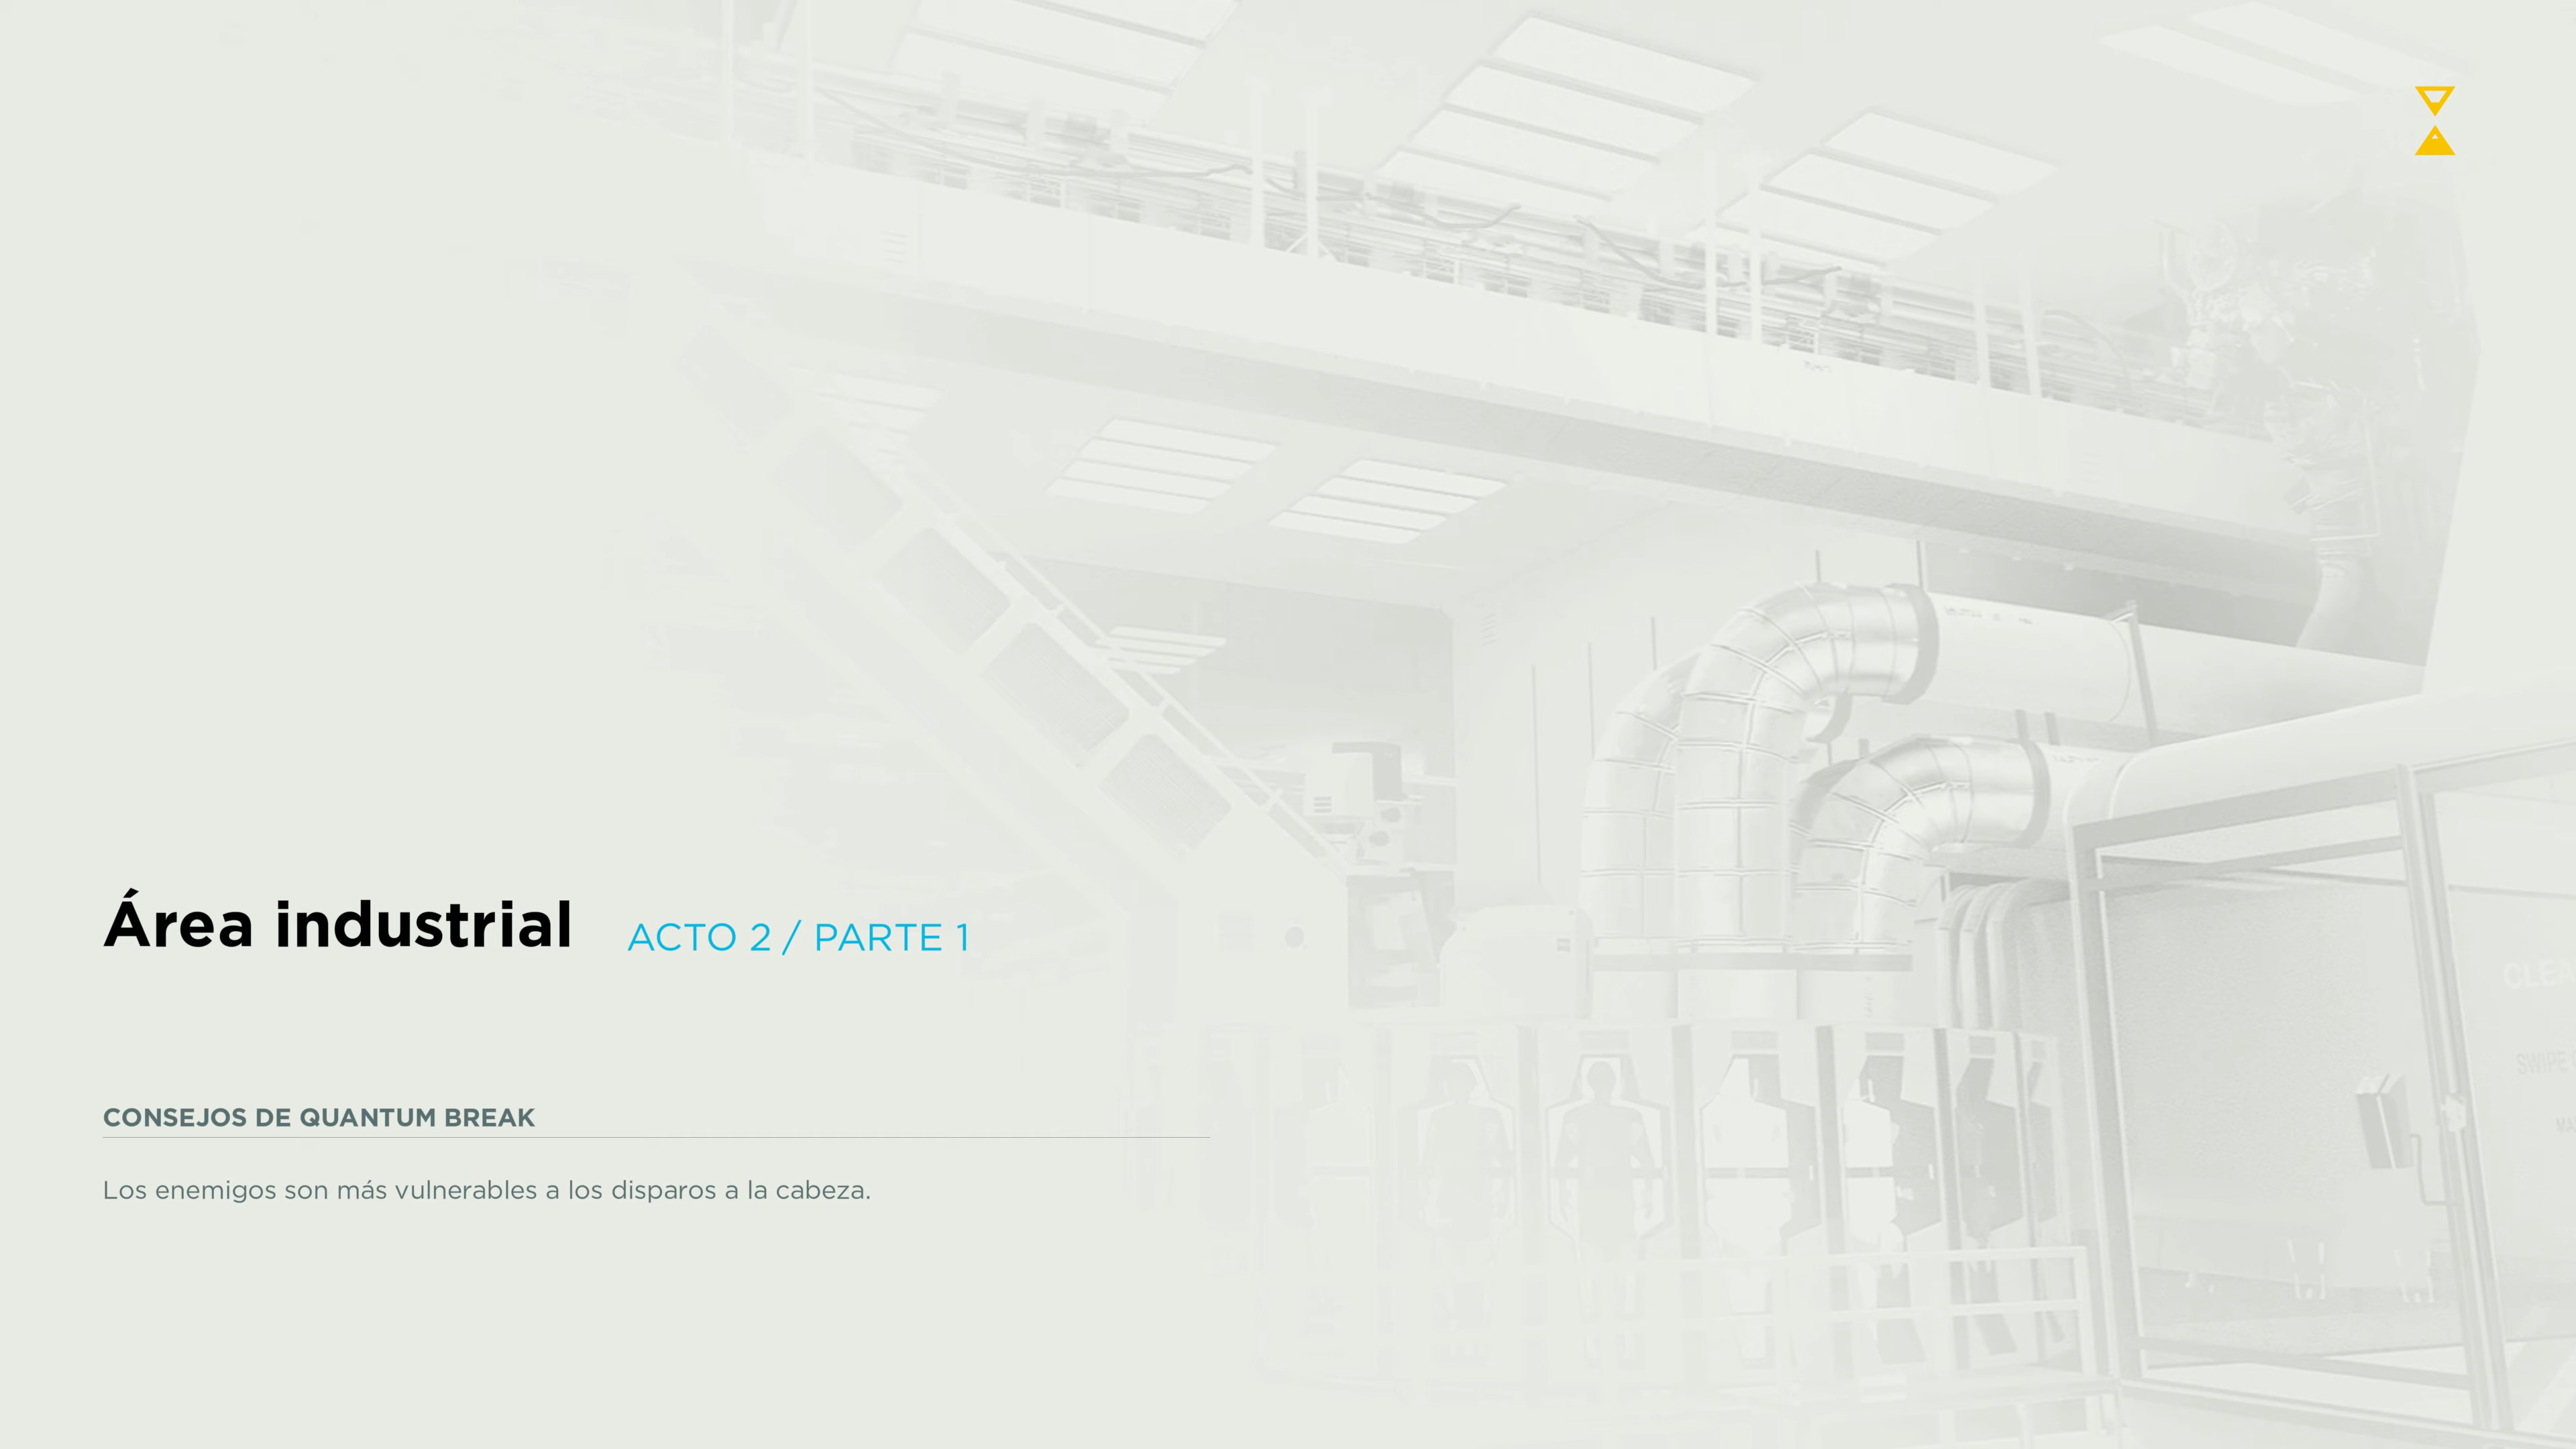 Área industrial ACTO 2 / PARTE 1
CONSEJOS DE QUANTUM BREAK
Los enemigos son más vulnerables a los disparos a la cabeza.
SWIPE